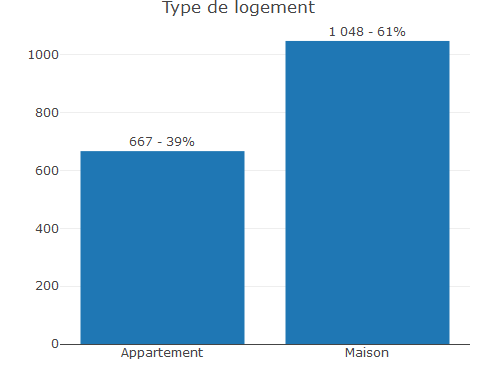 Type de logement
1 048 - 61%
1000
800
667 - 39%
600
400
200
0
Appartement
Maison